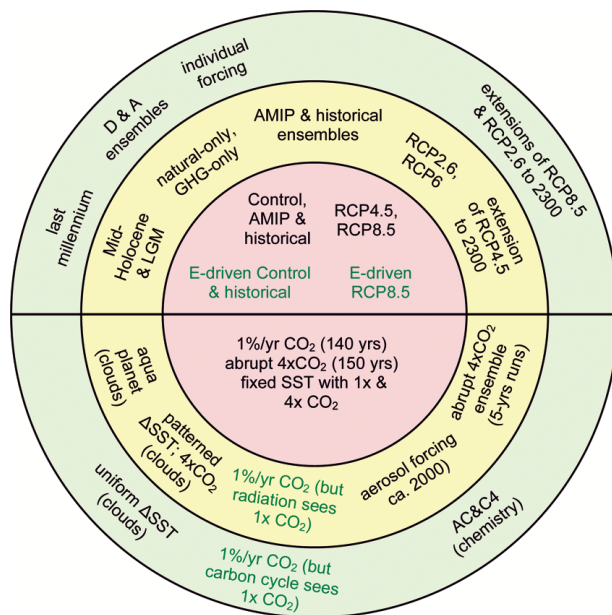 individual
forcing
D & A
ensembles
last
millennium
extensions of RCP8.5
& RCP2.6 to 2300
AMIP & historical
ensembles
natural-only,
GHG-only
Mid-
Holocene
& LGM
RCP2.6,
RCP6
extension
of RCP4.5
to 2300
Control,
AMIP &
historical
RCP4.5,
RCP8.5
E-driven Control
& historical
E-driven
RCP8.5
1%/yr CO₂ (140 yrs)
abrupt 4xCO₂ (150 yrs)
fixed SST with 1x &
4x CO₂
aqua
planet
(clouds)
patterned
ΔSST; 4xCO₂
(clouds)
1%/yr CO₂ (but
radiation sees
1x CO₂)
aerosol forcing
ca. 2000)
abrupt 4xCO₂
ensemble
(5-yrs runs)
uniform ΔSST
(clouds)
1%/yr CO₂ (but
carbon cycle sees
1x CO₂)
AC&C4
(chemistry)